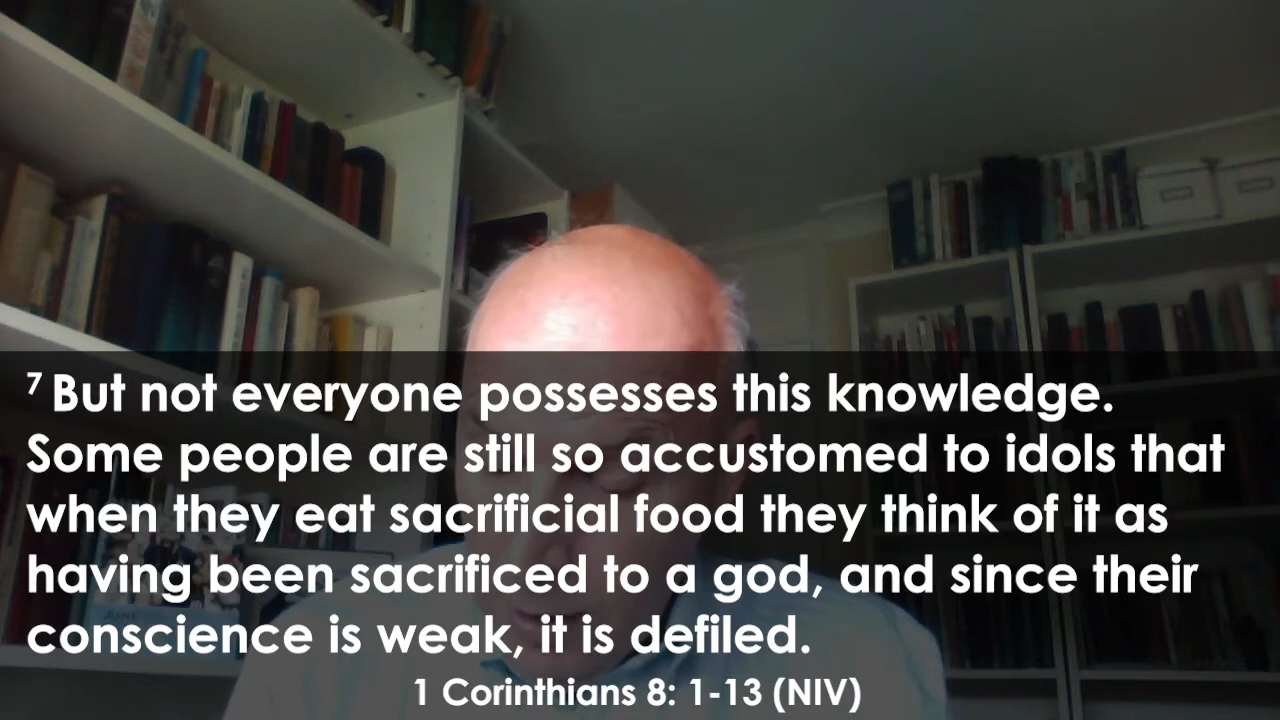 7 But not everyone possesses this knowledge.
Some people are still so accustomed to idols that
when they eat sacrificial food they think of it as
having been sacrificed to a god, and since their
conscience is weak, it is defiled.
1 Corinthians 8: 1-13 (NIV)